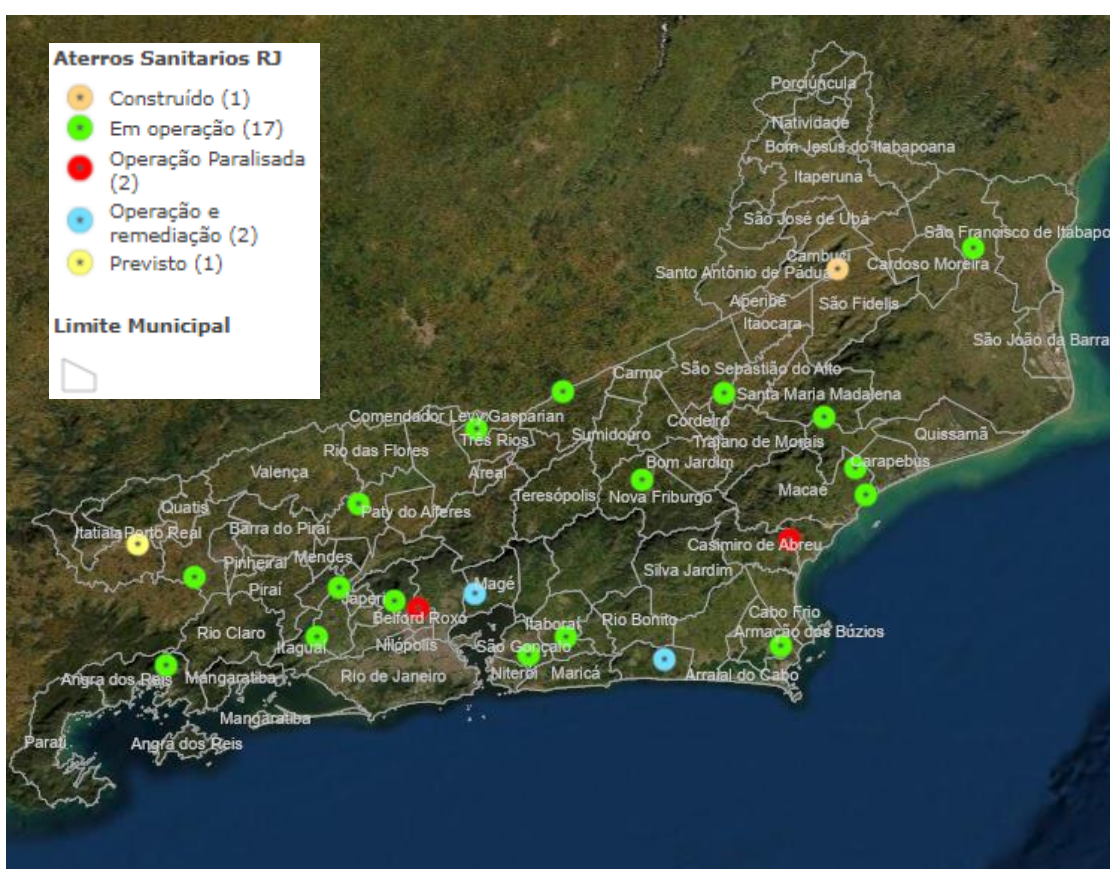 Aterros Sanitarios RJ
Construído (1)
Em operação (17)
Operação Paralisada
(2)
Operação e
remediação (2)
Previsto (1)
Limite Municipal
Porciúncula
Natividade
Bom Jesus do Itabapoana
Itaperuna
São José de Ubá
São Francisco de Itabapo
Cambuci
Cardoso Moreira
Santo Antônio de Pádua
Aperibé
São Fidelis
Itaocara
São João da Barra
Carmo
São Sebastião do Alto
Santa Maria Madalena
Comendador Levy Gasparian
Cordeiro
Três Rios
Sumidouro
Trajano de Morais
Quissamã
Rio das Flores
Bom Jardim
Carapebus
Valença
Areal
Macaé
Teresópolis
Nova Friburgo
Quatis
Paty do Alferes
Itatiaia
Porto Real
Barra do Piraí
Casimiro de Abreu
Mendes
Pinheiral
Silva Jardim
Piraí
Magé
Japeri
Cabo Frio
Belford Roxo
Rio Bonito
Itaboraí
Rio Claro
Armação dos Búzios
Itaguaí
Nilópolis
São Gonçalo
Niterói
Maricá
Arraial do Cabo
Rio de Janeiro
Angra dos Reis
Mangaratiba
Mangaratiba
Parati
Angra dos Reis